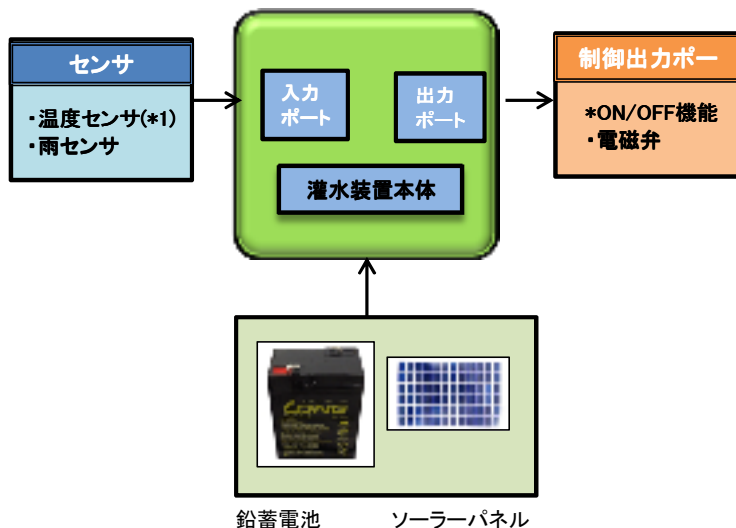 センサ
・温度センサ(*1)
・雨センサ
入力
ポート
出力
ポート
灌水装置本体
制御出力ポー
*ON/OFF機能
・電磁弁
鉛蓄電池
ソーラーパネル